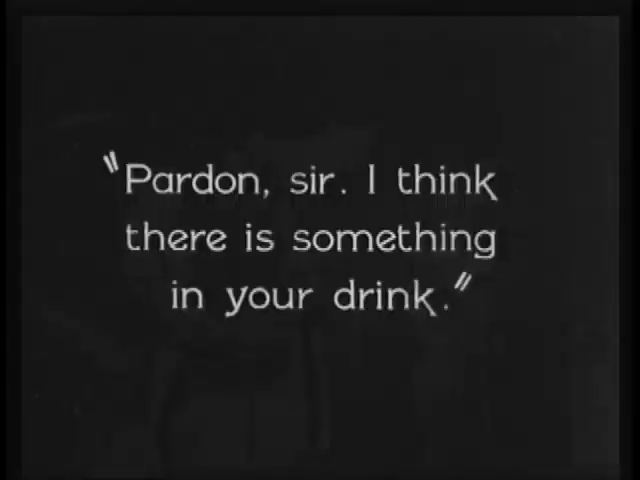 "Pardon, sir. I think
there is something
in your drink."